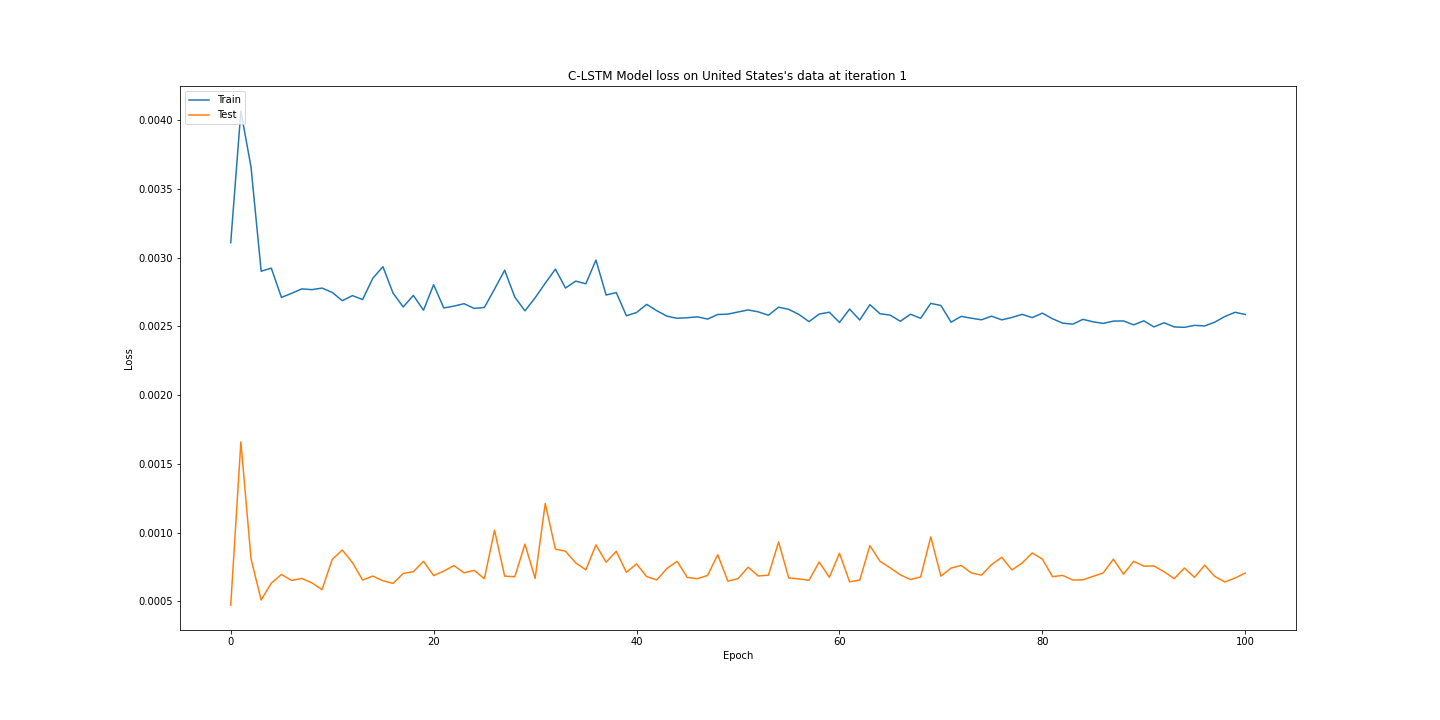 C-LSTM Model loss on United States's data at iteration 1
Train
Test
0.0040
0.0035
0.0030
0.0025
0.0020
0.0015
0.0010
0.0005
Loss
0 20 40 60 80 100
Epoch